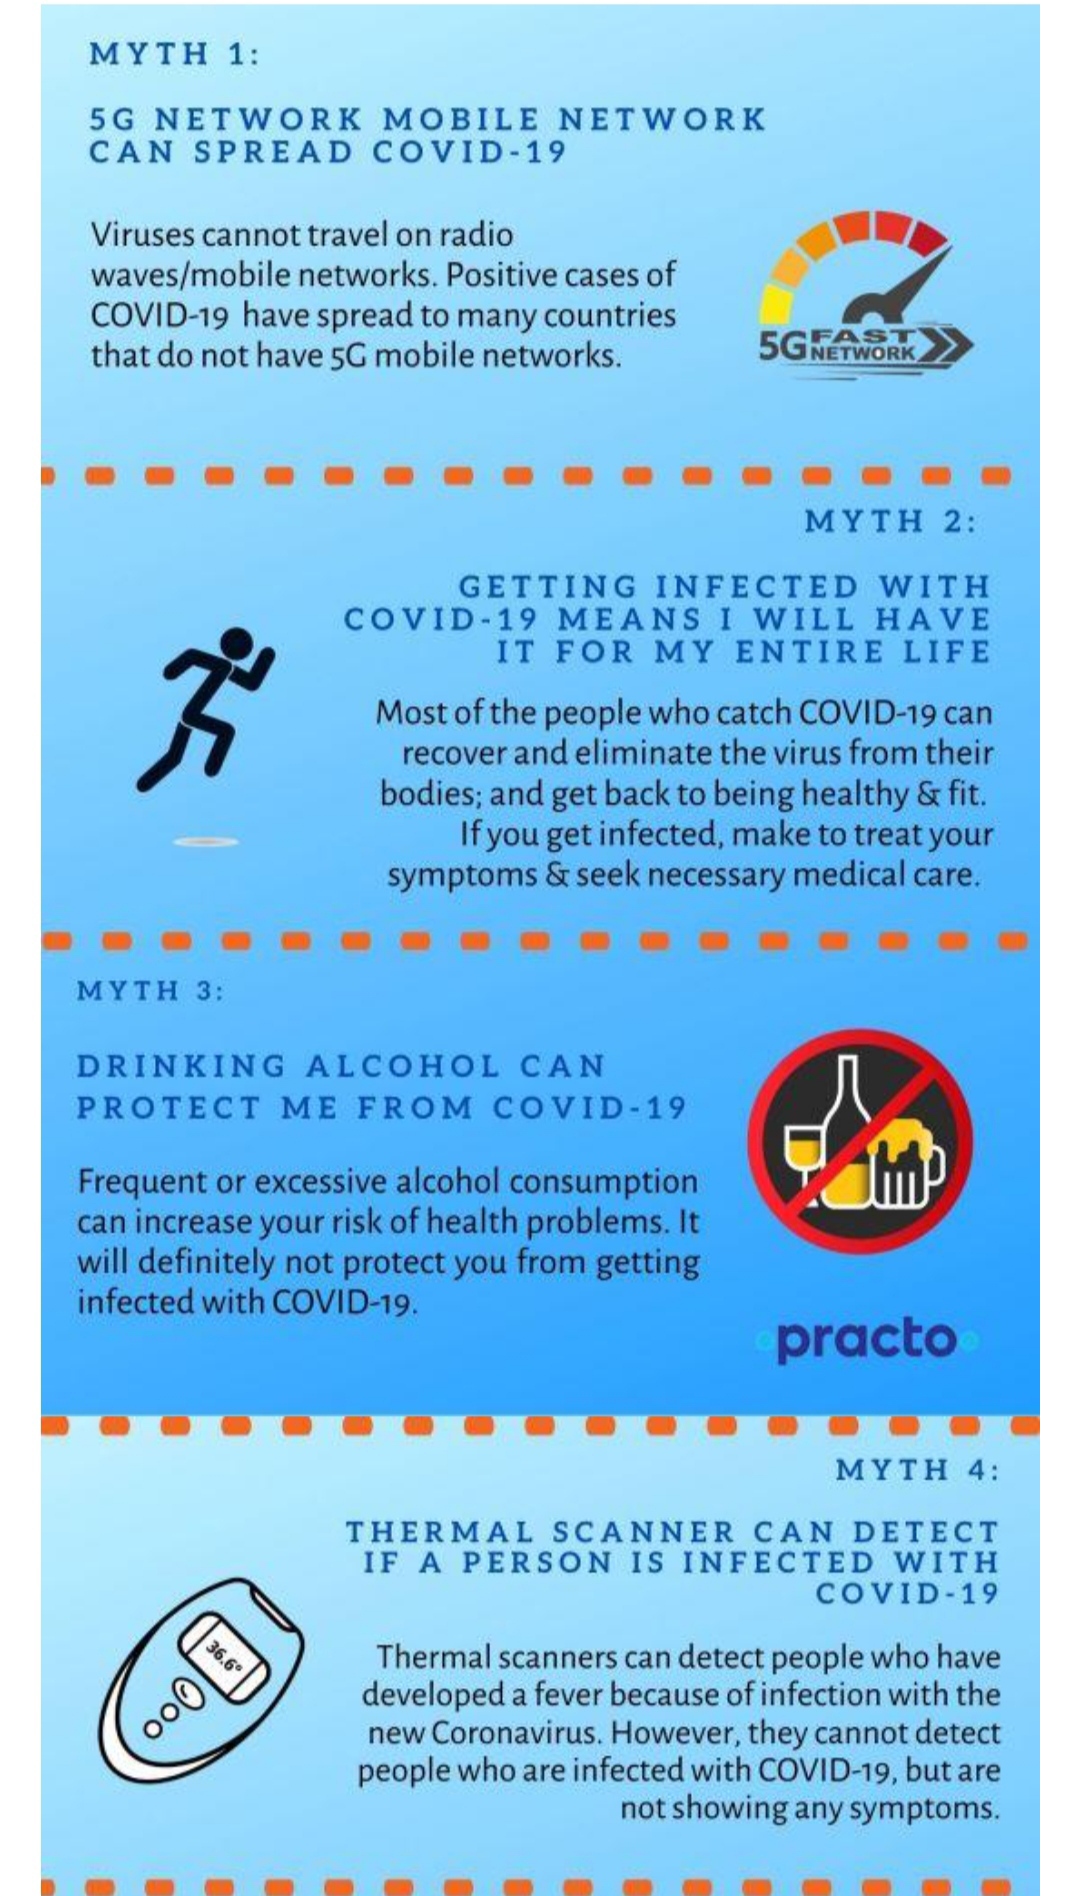 MYTH 1:
5G NETWORK MOBILE NETWORK
CAN SPREAD COVID-19
Viruses cannot travel on radio
waves/mobile networks. Positive cases of
COVID-19 have spread to many countries
that do not have 5G mobile networks.
5G FAST
NETWORK
MYTH 2:
GETTING INFECTED WITH
COVID-19 MEANS I WILL HAVE
IT FOR MY ENTIRE LIFE
Most of the people who catch COVID-19 can
recover and eliminate the virus from their
bodies; and get back to being healthy & fit.
If you get infected, make to treat your
symptoms & seek necessary medical care.
MYTH 3:
DRINKING ALCOHOL CAN
PROTECT ME FROM COVID-19
Frequent or excessive alcohol consumption
can increase your risk of health problems. It
will definitely not protect you from getting
infected with COVID-19.
practo
MYTH 4:
THERMAL SCANNER CAN DETECT
IF A PERSON IS INFECTED WITH
COVID-19
36.6°
Thermal scanners can detect people who have
developed a fever because of infection with the
new Coronavirus. However, they cannot detect
people who are infected with COVID-19, but are
not showing any symptoms.